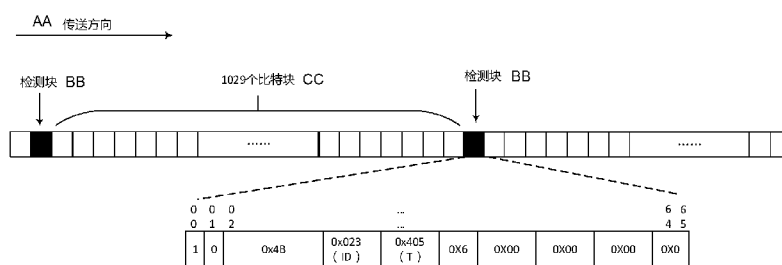 AA 传送方向
检测块 BB
1029个比特块 CC
检测块 BB
......
......
0 0 0 ... 6 6
0 1 2 4 5
1 0 0x4B 0x023 (ID) 0x405 (T) 0X6 0X00 0X00 0X00 0X0